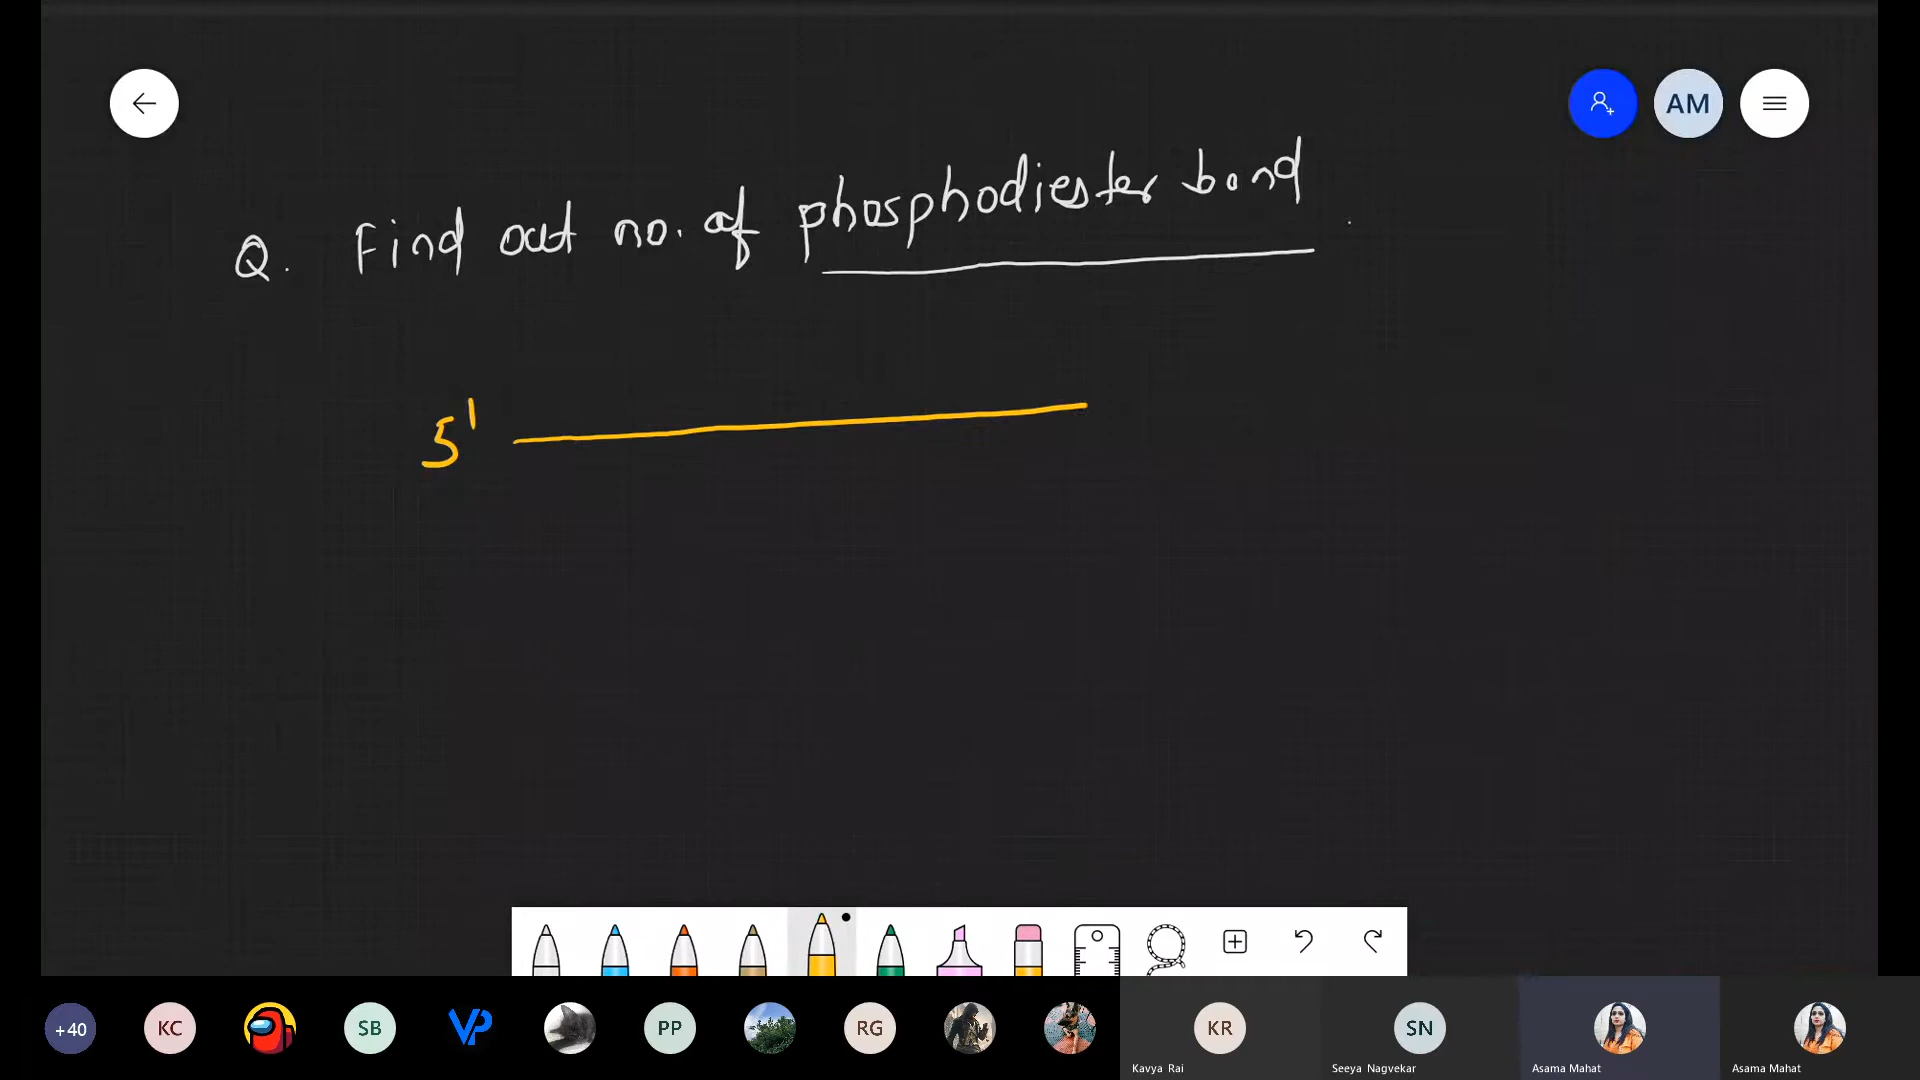 AM
Q. Find out no. of phosphodiester bond
5'
+40
KC
SB
VP
PP
RG
KR
SN
Kavya Rai
Seeya Nagvekar
Asama Mahat
Asama Mahat